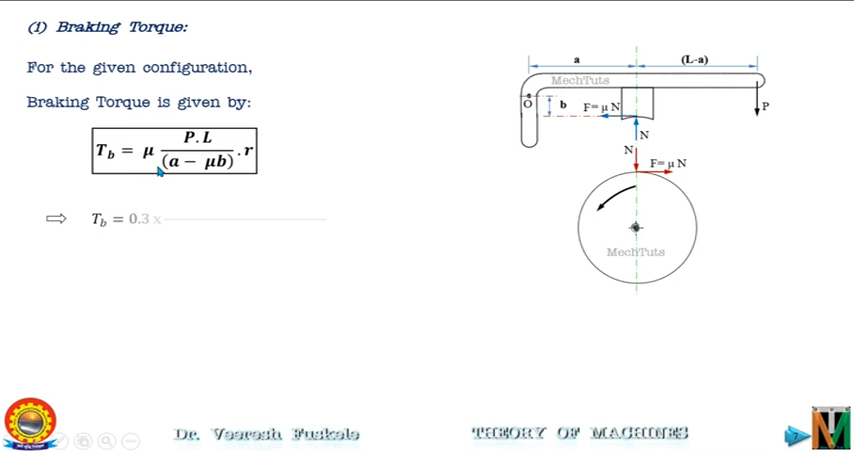 (1) Braking Torque:
For the given configuration,
Braking Torque is given by:
T_b = μ P.L / (a − μb) . r
⇨ T_b = 0.3 x
a (L-a)
MechTuts
O b F= μ N P
N
N
F= μ N
MechTuts
Dr. Veeresh Fuskele THEORY OF MACHINES 7